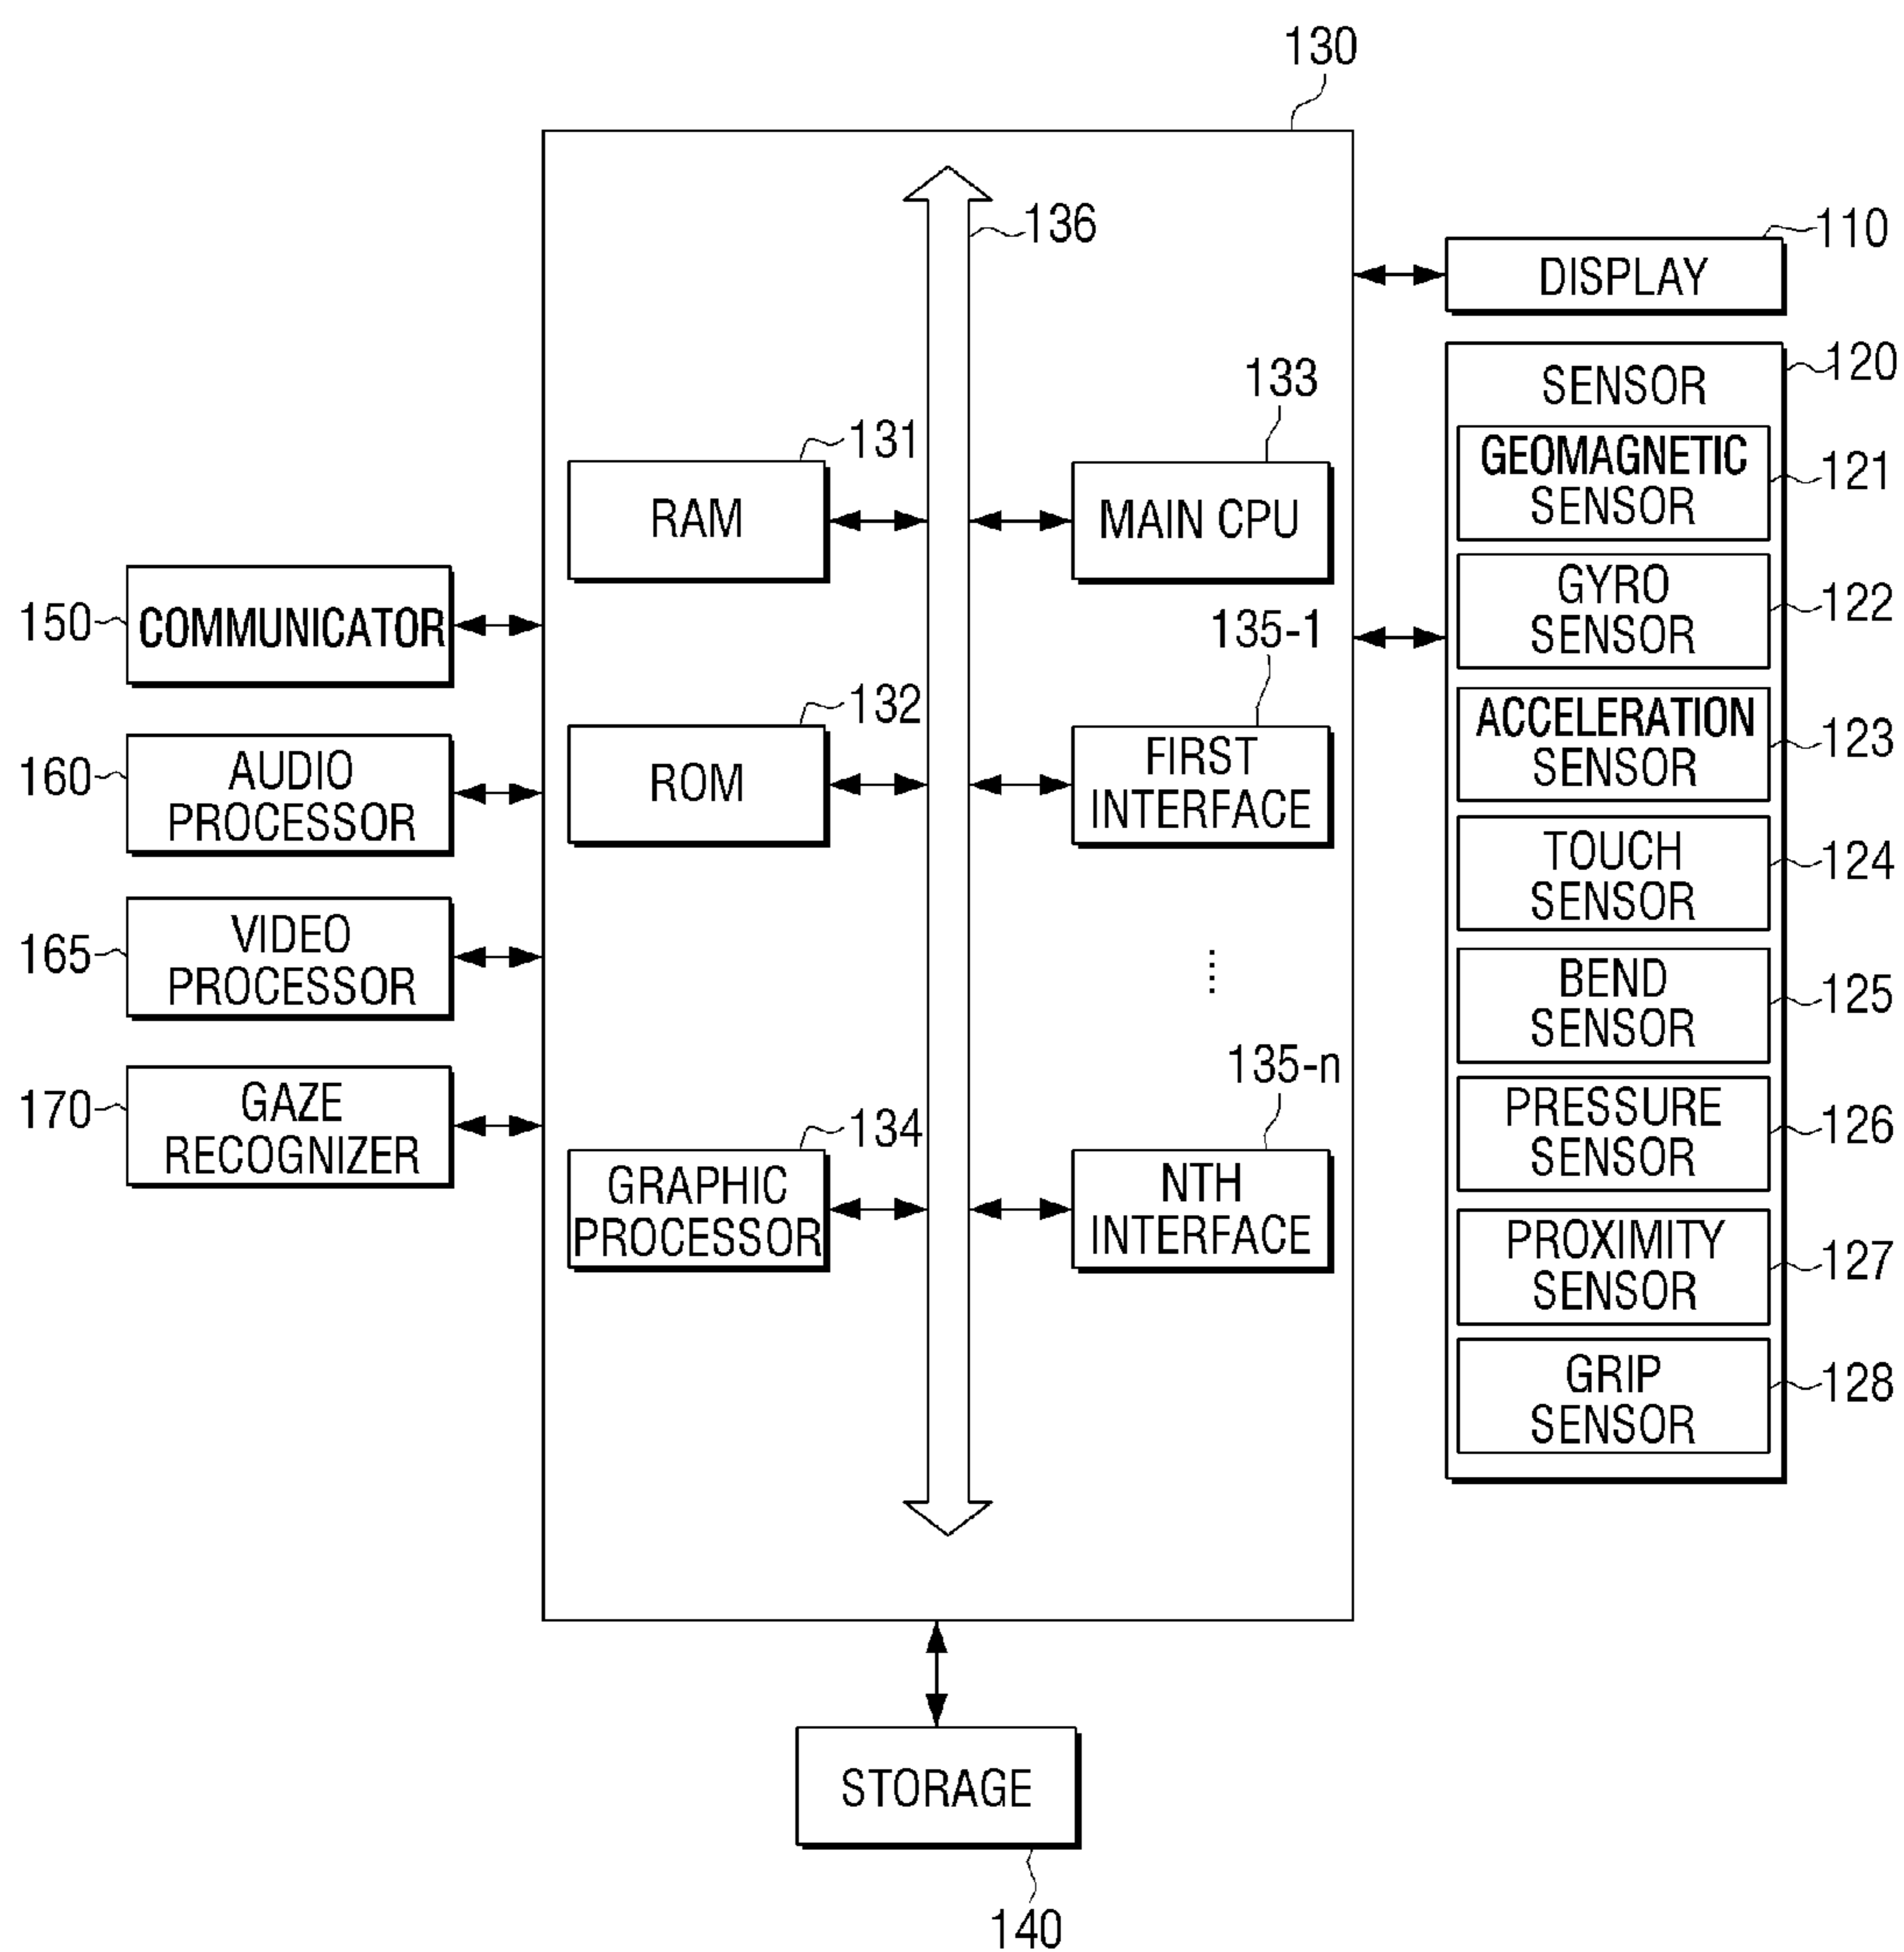 130
136
110
DISPLAY
120
SENSOR
133
131
GEOMAGNETIC
SENSOR
121
RAM
MAIN CPU
GYRO
SENSOR
122
150
COMMUNICATOR
135-1
132
ACCELERATION
SENSOR
123
160
AUDIO
PROCESSOR
ROM
FIRST
INTERFACE
TOUCH
SENSOR
124
165
VIDEO
PROCESSOR
⋮
BEND
SENSOR
125
135-n
170
GAZE
RECOGNIZER
134
PRESSURE
SENSOR
126
GRAPHIC
PROCESSOR
NTH
INTERFACE
PROXIMITY
SENSOR
127
GRIP
SENSOR
128
STORAGE
140